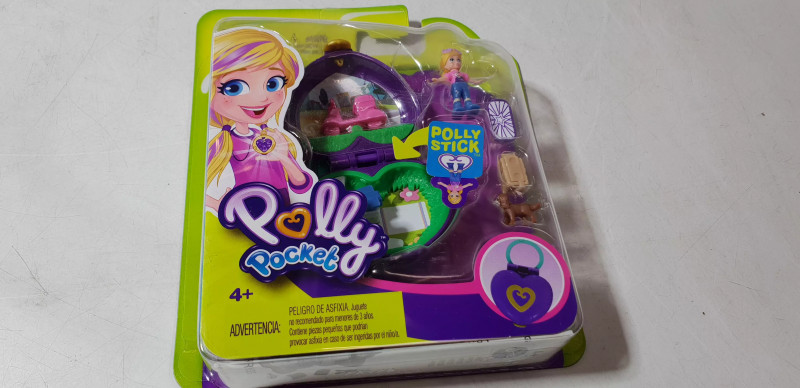 POLLY
STICK
™
Polly
Pocket
4+
ADVERTENCIA:
PELIGRO DE ASFIXIA. Juguete
no recomendado para menores de 3 años.
Contiene piezas pequeñas que podrían
provocar asfixia en caso de ser ingeridas por el niño/a.